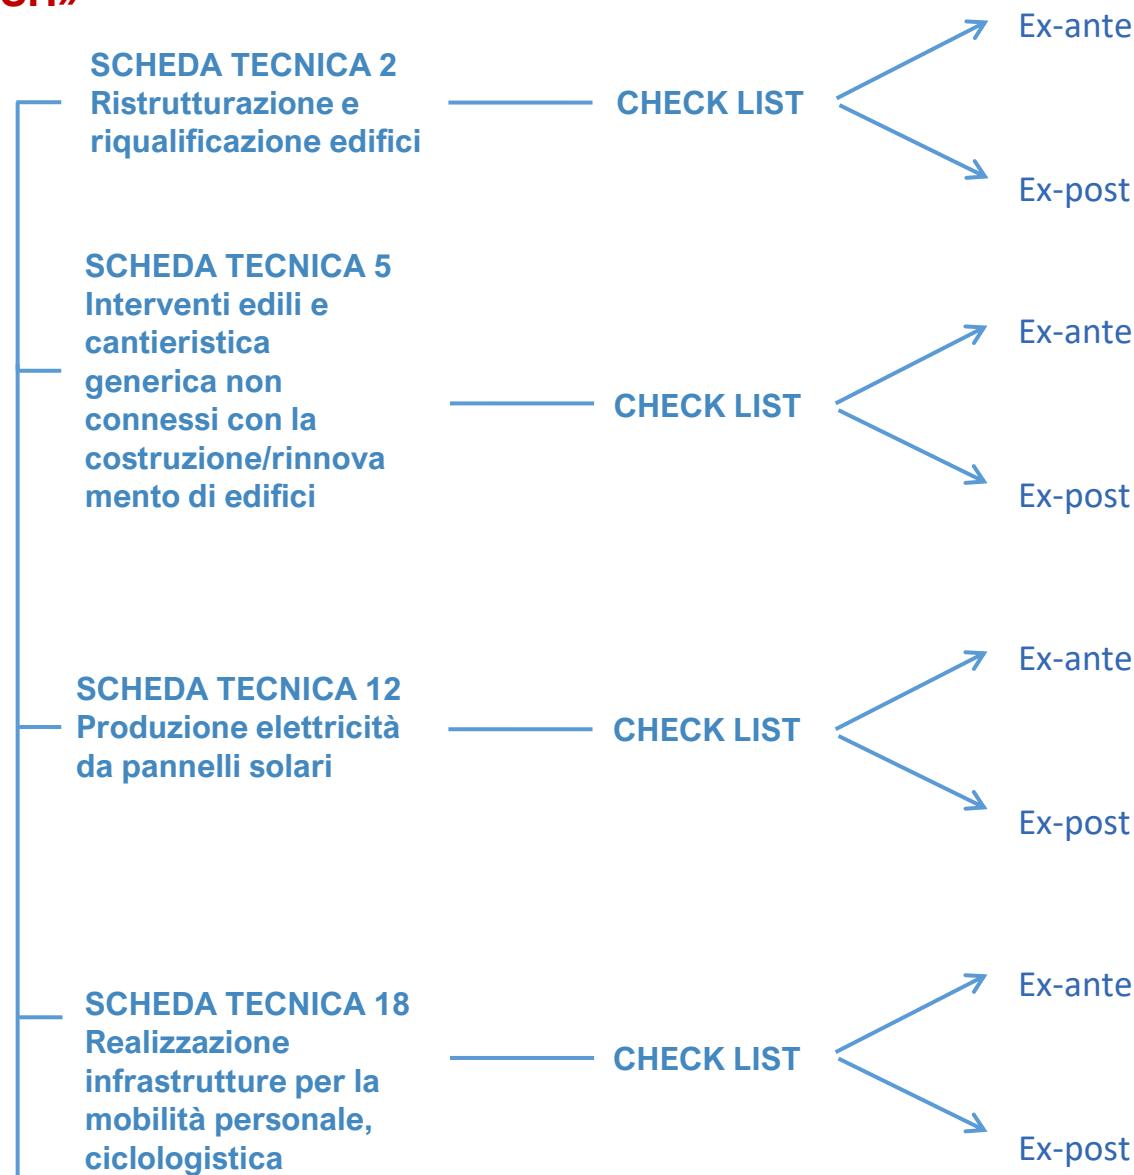 SCHEDA TECNICA 2
Ristrutturazione e
riqualificazione edifici
CHECK LIST
Ex-ante
Ex-post
SCHEDA TECNICA 5
Interventi edili e
cantieristica
generica non
connessi con la
costruzione/rinnova
mento di edifici
CHECK LIST
Ex-ante
Ex-post
SCHEDA TECNICA 12
Produzione elettricità
da pannelli solari
CHECK LIST
Ex-ante
Ex-post
SCHEDA TECNICA 18
Realizzazione
infrastrutture per la
mobilità personale,
ciclologistica
CHECK LIST
Ex-ante
Ex-post